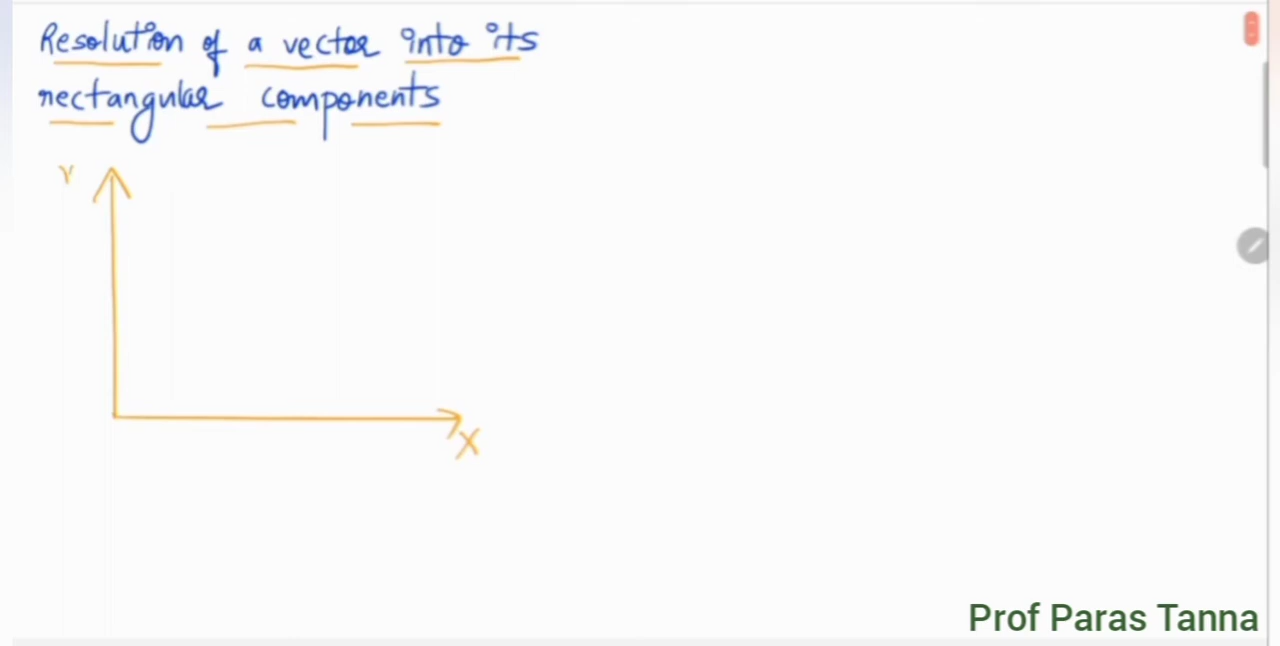 Resolution of a vector into its
rectangular components
Y
X
Prof Paras Tanna